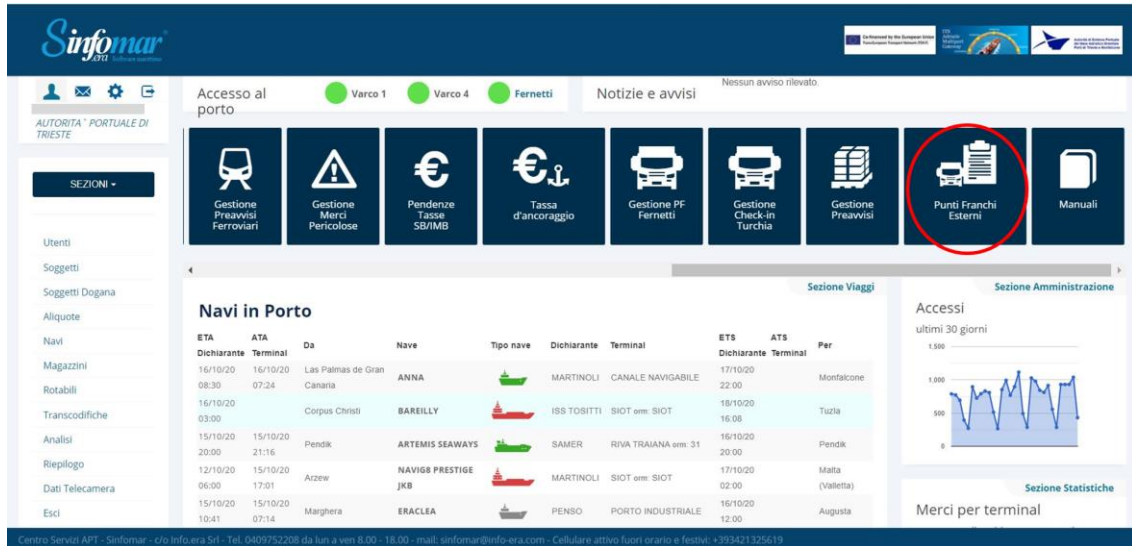 Sinfomar
.era Software marittimo
Co-financed by the European Union
Trans-European Transport Network (TEN-T)
AUTORITA` PORTUALE DI
TRIESTE
SEZIONI
Utenti
Soggetti
Soggetti Dogana
Aliquote
Navi
Magazzini
Rotabili
Transcodifiche
Analisi
Riepilogo
Dati Telecamera
Esci
Accesso al
porto
Varco 1
Varco 4
Fernetti
Notizie e avvisi
Nessun avviso rilevato.
Gestione
Preavvisi
Ferroviari
Gestione
Merci
Pericolose
Pendenze
Tasse
SB/IMB
Tassa
d'ancoraggio
Gestione PF
Fernetti
Gestione
Check-in
Turchia
Gestione
Preavvisi
Punti Franchi
Esterni
Manuali
Sezione Viaggi
Navi in Porto
ETA ATA Da Nave Tipo nave Dichiarante Terminal ETS ATS Per
Dichiarante Terminal Dichiarante Terminal
16/10/20 16/10/20 Las Palmas de Gran ANNA MARTINOLI CANALE NAVIGABILE 17/10/20 Monfalcone
08:30 07:24 Canaria 22:00
16/10/20 Corpus Christi BAREILLY ISS TOSITTI SIOT orm: SIOT 18/10/20 Tuzla
03:00 16:08
15/10/20 15/10/20 Pendik ARTEMIS SEAWAYS SAMER RIVA TRAIANA orm: 31 16/10/20 Pendik
20:00 21:16 20:00
12/10/20 15/10/20 Arzew NAVIG8 PRESTIGE MARTINOLI SIOT orm: SIOT 17/10/20 Malta
06:00 17:01 JKB 02:00 (Valletta)
15/10/20 15/10/20 Marghera ERACLEA PENSO PORTO INDUSTRIALE 16/10/20 Augusta
10:41 07:14 12:00
Sezione Amministrazione
Accessi
ultimi 30 giorni
1.500
1.000
500
0
Sezione Statistiche
Merci per terminal
Centro Servizi APT - Sinfomar - c/o Info.era Srl - Tel. 0409752208 da lun a ven 8.00 - 18.00 - mail: sinfomar@info-era.com - Cellulare attivo fuori orario e festivi: +393421325619